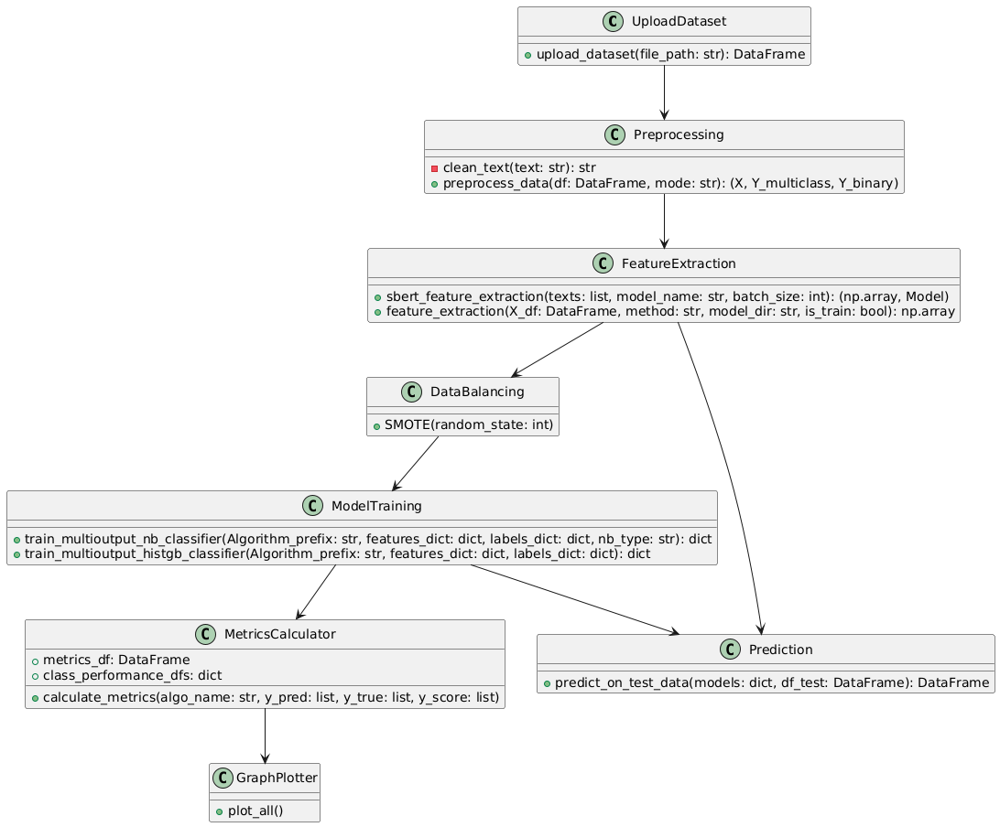 C UploadDataset
upload_dataset(file_path: str): DataFrame
C Preprocessing
clean_text(text: str): str
preprocess_data(df: DataFrame, mode: str): (X, Y_multiclass, Y_binary)
C FeatureExtraction
sbert_feature_extraction(texts: list, model_name: str, batch_size: int): (np.array, Model)
feature_extraction(X_df: DataFrame, method: str, model_dir: str, is_train: bool): np.array
C DataBalancing
SMOTE(random_state: int)
C ModelTraining
train_multioutput_nb_classifier(Algorithm_prefix: str, features_dict: dict, labels_dict: dict, nb_type: str): dict
train_multioutput_histgb_classifier(Algorithm_prefix: str, features_dict: dict, labels_dict: dict): dict
C MetricsCalculator
metrics_df: DataFrame
class_performance_dfs: dict
calculate_metrics(algo_name: str, y_pred: list, y_true: list, y_score: list)
C Prediction
predict_on_test_data(models: dict, df_test: DataFrame): DataFrame
C GraphPlotter
plot_all()